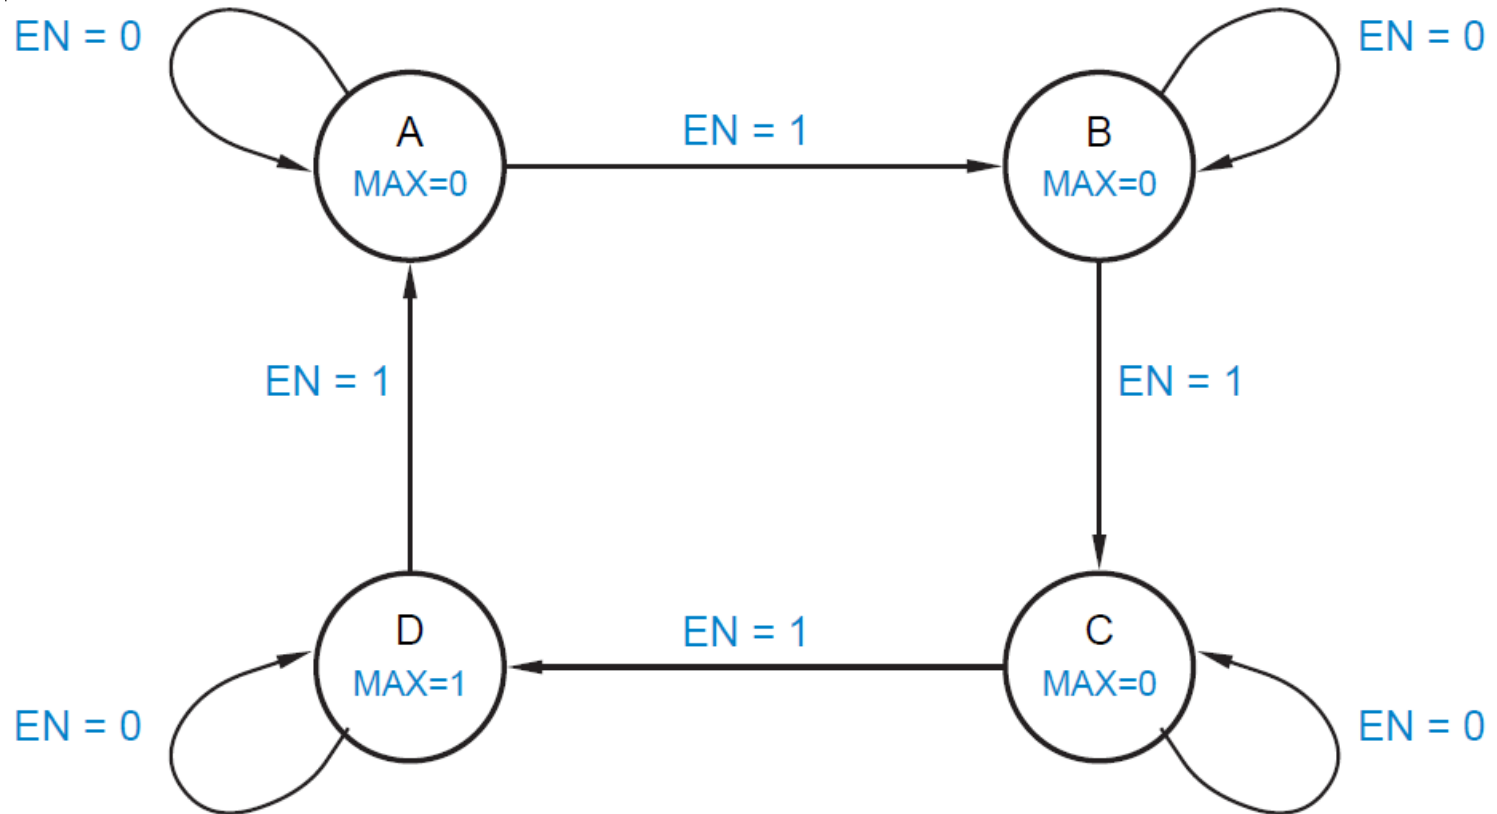 EN = 0
EN = 0
A
MAX=0
EN = 1
B
MAX=0
EN = 1
EN = 1
D
MAX=1
EN = 1
C
MAX=0
EN = 0
EN = 0